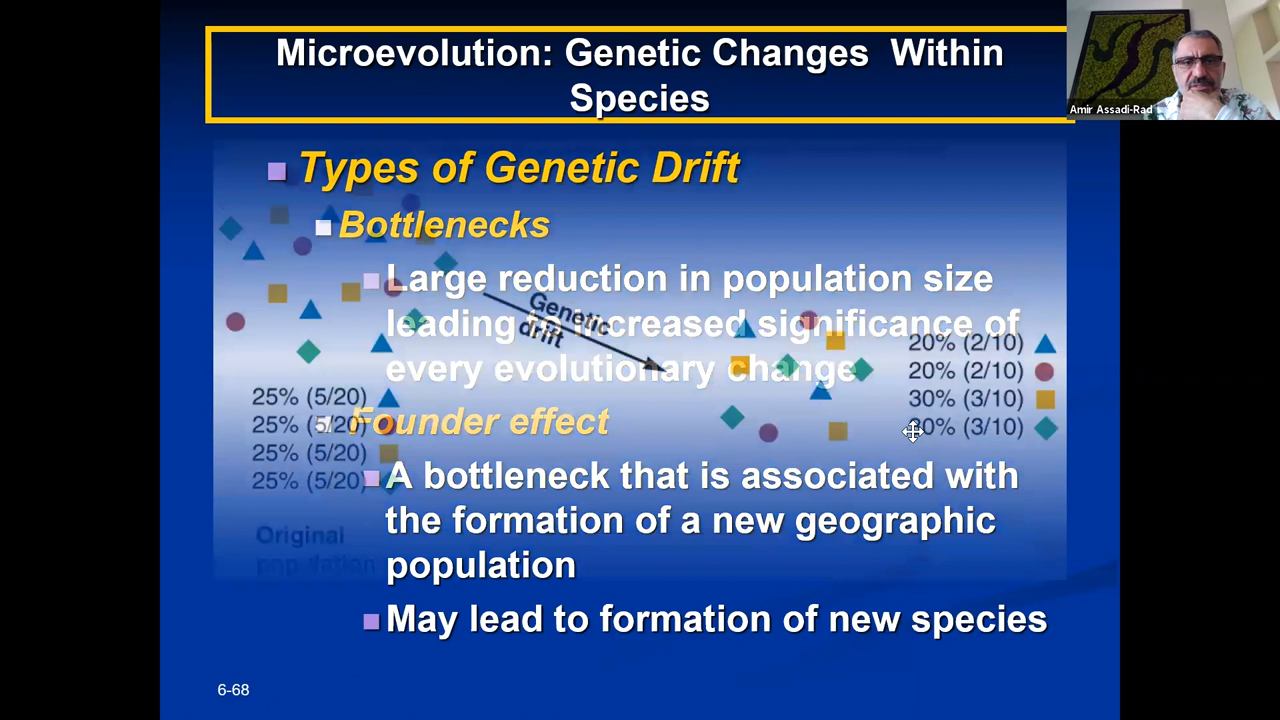 Microevolution: Genetic Changes Within
Species
Amir Assadi-Rad
Types of Genetic Drift
Bottlenecks
Large reduction in population size
leading to increased significance of
every evolutionary change
Genetic
drift
20% (2/10)
20% (2/10)
30% (3/10)
30% (3/10)
25% (5/20)
25% (5/20)
25% (5/20)
25% (5/20)
Founder effect
A bottleneck that is associated with
the formation of a new geographic
population
Original
population
May lead to formation of new species
6-68